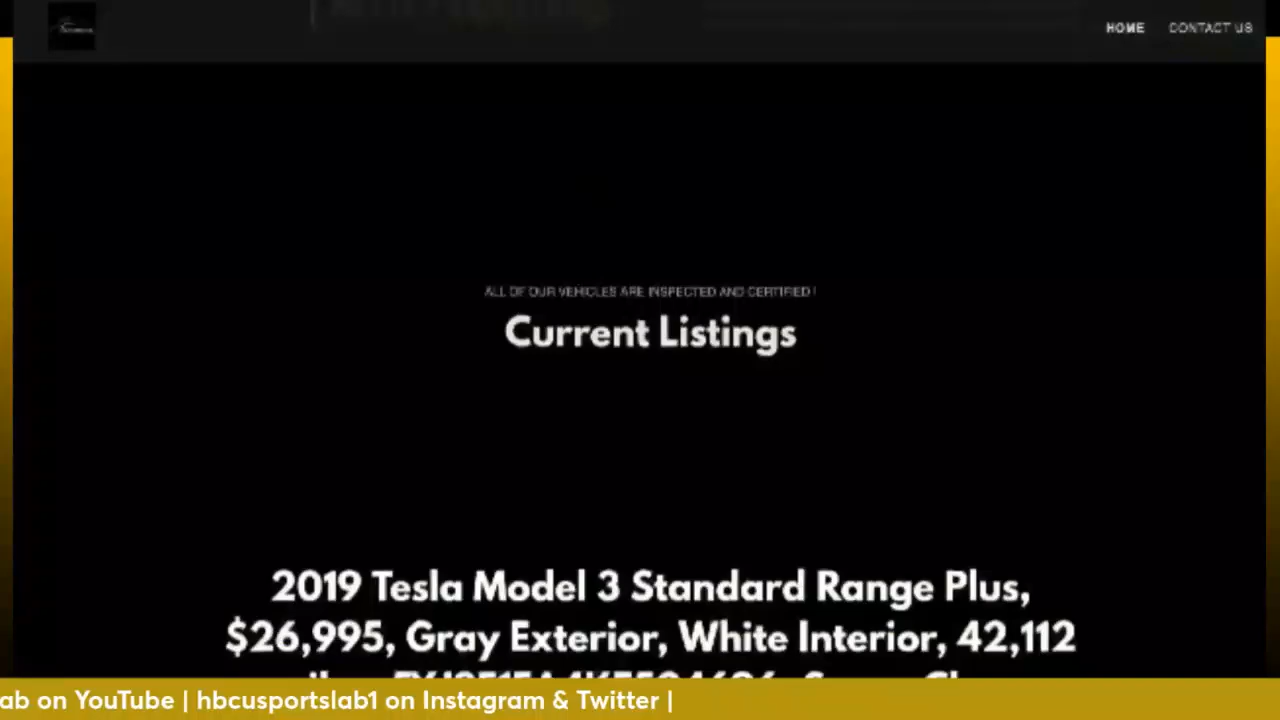 HOME CONTACT US
ALL OF OUR VEHICLES ARE INSPECTED AND CERTIFIED !
Current Listings
2019 Tesla Model 3 Standard Range Plus,
$26,995, Gray Exterior, White Interior, 42,112
ab on YouTube | hbcusportslab1 on Instagram & Twitter |